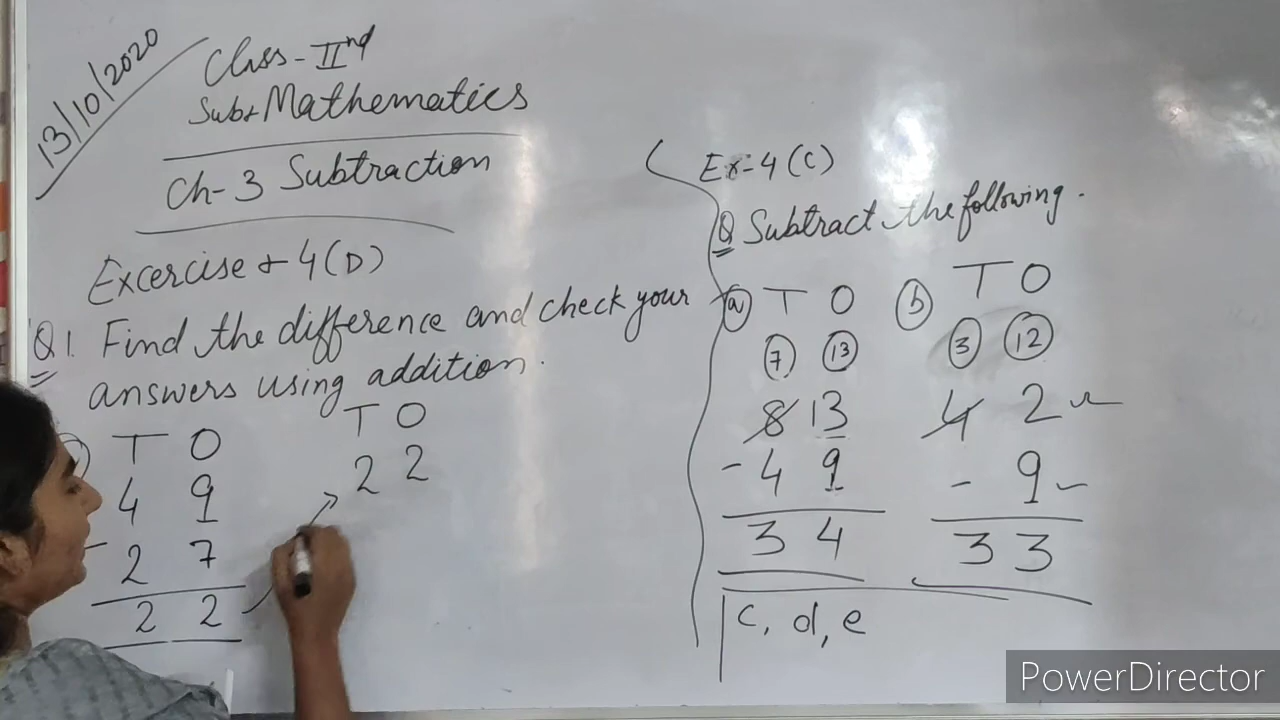 13/10/2020
Class - IInd
Sub:- Mathematics
Ch-3 Subtraction
Excercise :- 4(D)
Q1. Find the difference and check your
answers using addition.
T O
4 9
- 2 7
2 2
T O
2 2
Ex:- 4(C)
Q Subtract the following.
(a) T O
7 13
8 13
- 4 9
3 4
(b) T O
3 12
4 2
- 9
3 3
c, d, e
PowerDirector